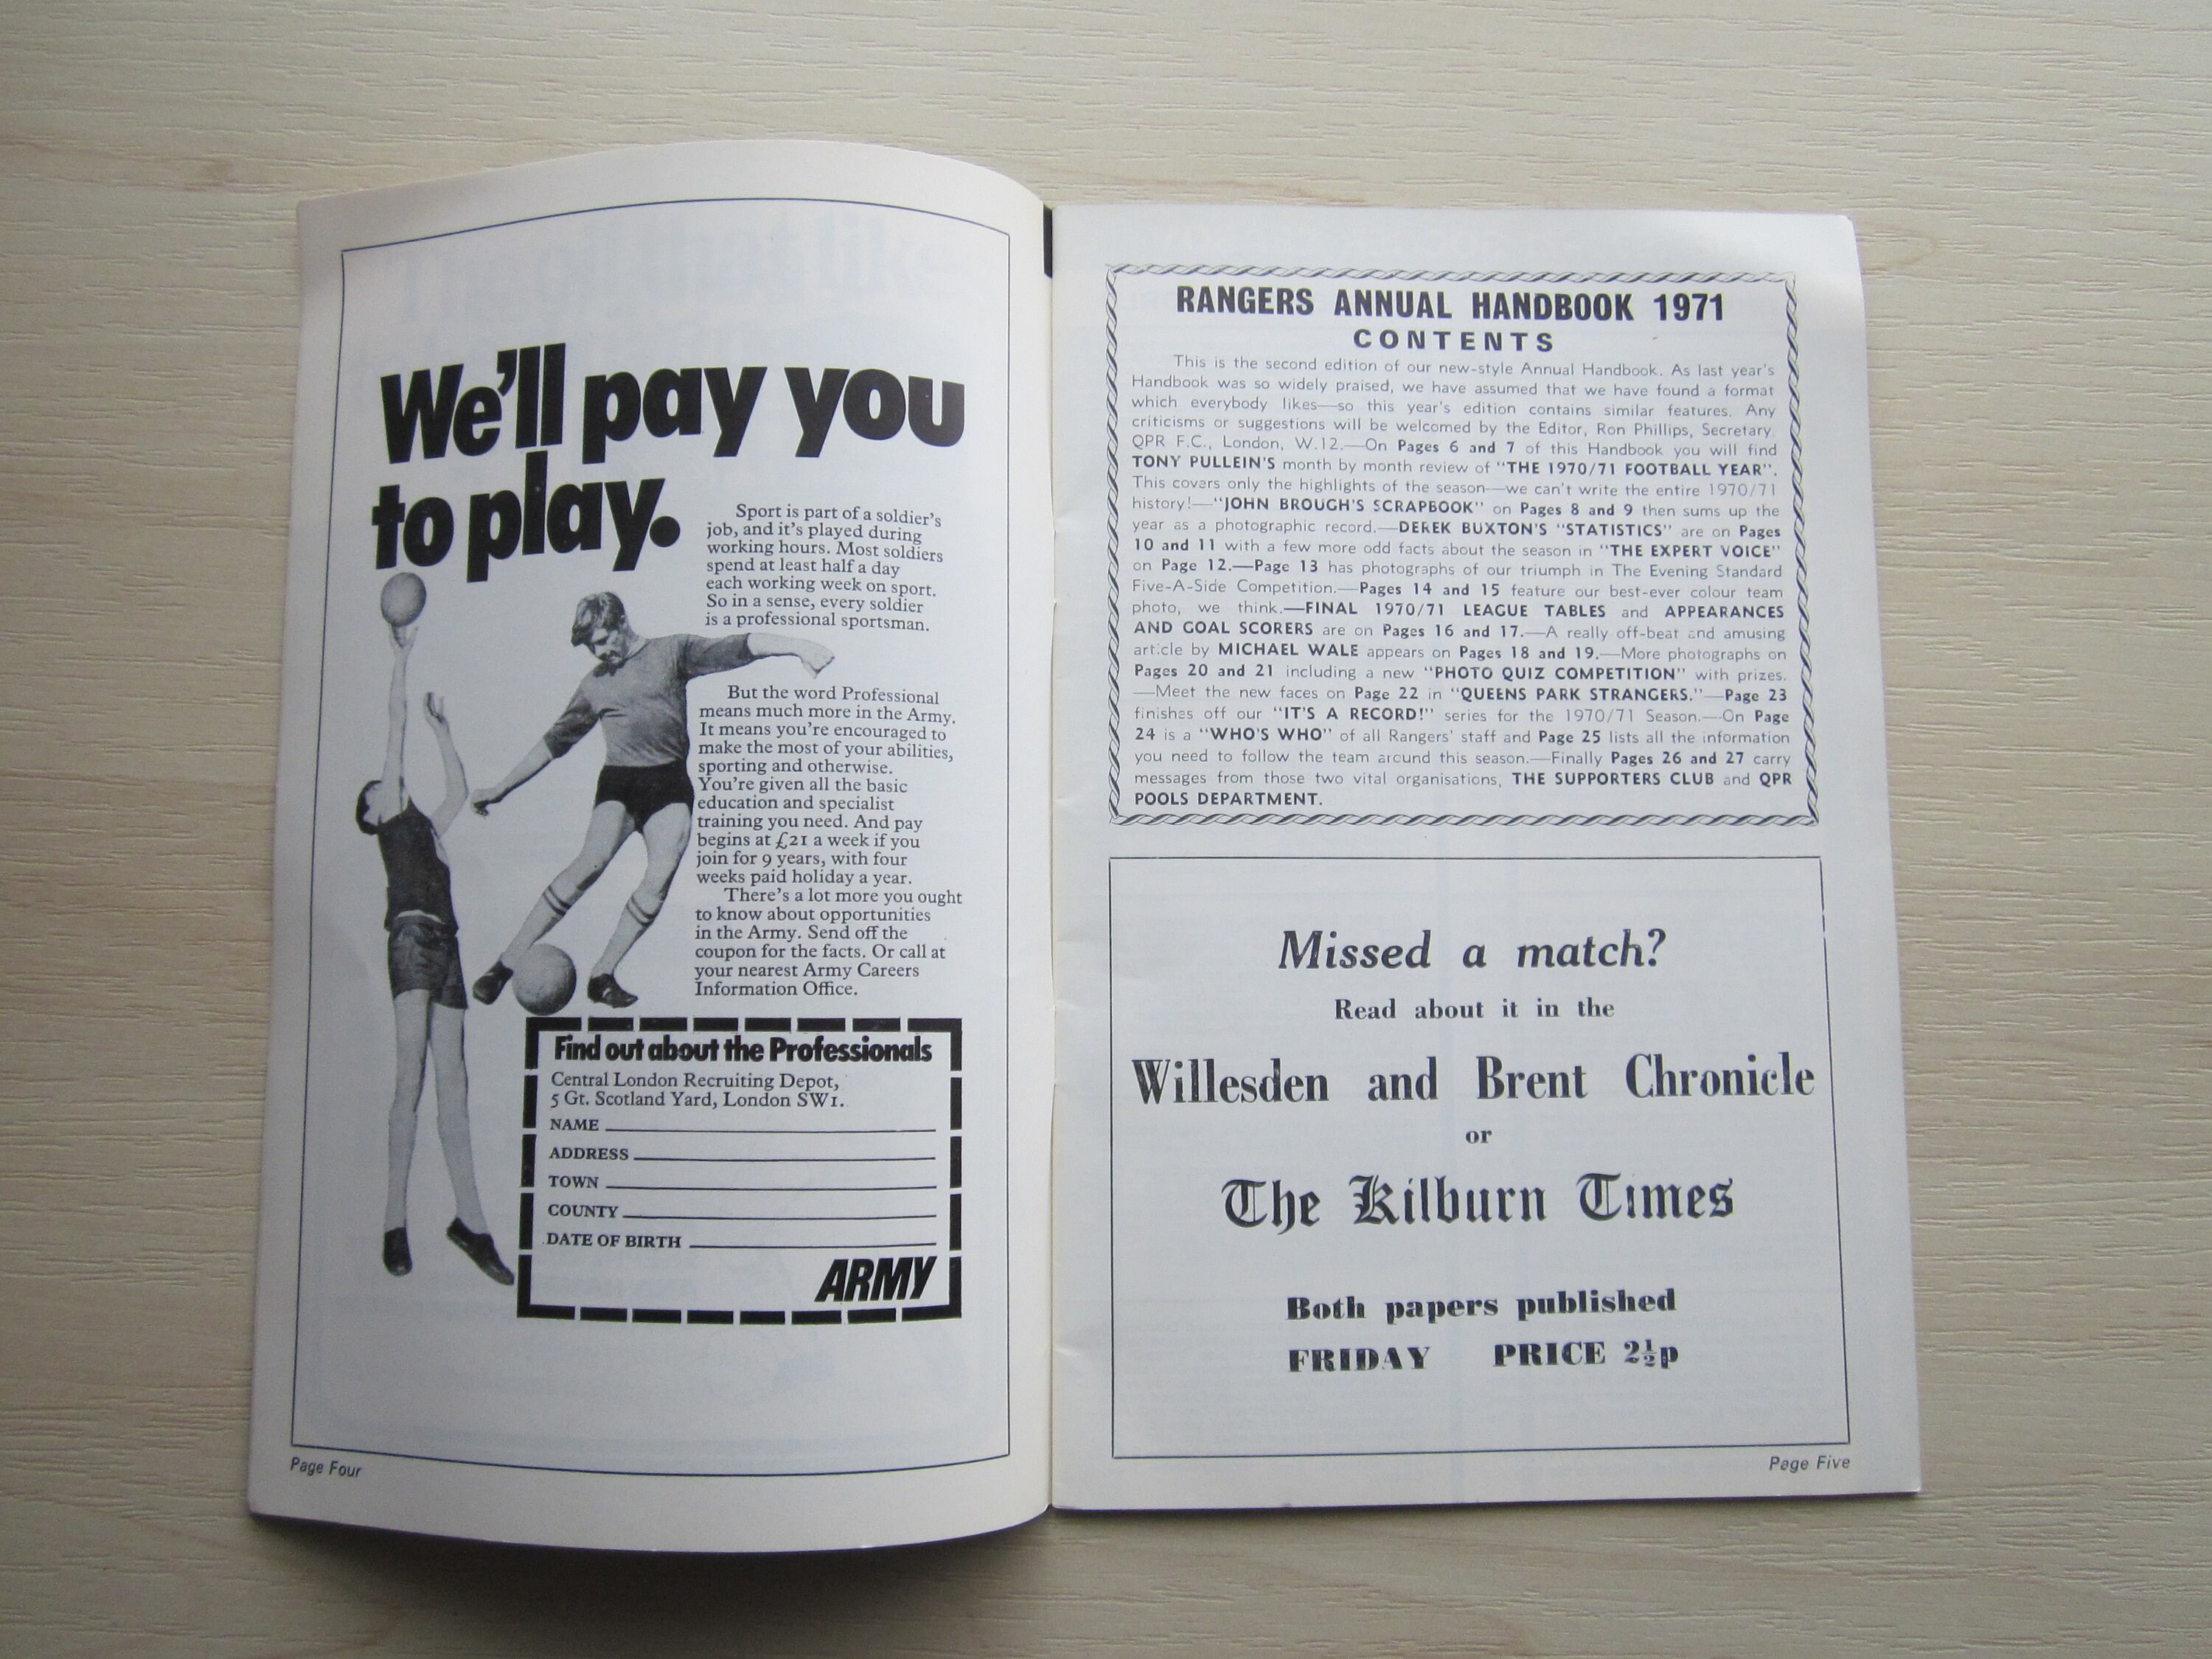 We'll pay you
to play.
Sport is part of a soldier's
job, and it's played during
working hours. Most soldiers
spend at least half a day
each working week on sport.
So in a sense, every soldier
is a professional sportsman.
But the word Professional
means much more in the Army.
It means you're encouraged to
make the most of your abilities,
sporting and otherwise.
You're given all the basic
education and specialist
training you need. And pay
begins at £21 a week if you
join for 9 years, with four
weeks paid holiday a year.
There's a lot more you ought
to know about opportunities
in the Army. Send off the
coupon for the facts. Or call at
your nearest Army Careers
Information Office.
Find out about the Professionals
Central London Recruiting Depot,
5 Gt. Scotland Yard, London SW1.
NAME
ADDRESS
TOWN
COUNTY
DATE OF BIRTH
ARMY
Page Four
RANGERS ANNUAL HANDBOOK 1971
CONTENTS
This is the second edition of our new-style Annual Handbook. As last year's
Handbook was so widely praised, we have assumed that we have found a format
which everybody likes—so this year's edition contains similar features. Any
criticisms or suggestions will be welcomed by the Editor, Ron Phillips, Secretary,
QPR F.C., London, W.12.—On Pages 6 and 7 of this Handbook you will find
TONY PULLEIN'S month by month review of "THE 1970/71 FOOTBALL YEAR".
This covers only the highlights of the season—we can't write the entire 1970/71
history!—"JOHN BROUGH'S SCRAPBOOK" on Pages 8 and 9 then sums up the
year as a photographic record.—DEREK BUXTON'S "STATISTICS" are on Pages
10 and 11 with a few more odd facts about the season in "THE EXPERT VOICE"
on Page 12.—Page 13 has photographs of our triumph in The Evening Standard
Five-A-Side Competition.—Pages 14 and 15 feature our best-ever colour team
photo, we think.—FINAL 1970/71 LEAGUE TABLES and APPEARANCES
AND GOAL SCORERS are on Pages 16 and 17.—A really off-beat and amusing
article by MICHAEL WALE appears on Pages 18 and 19.—More photographs on
Pages 20 and 21 including a new "PHOTO QUIZ COMPETITION" with prizes.
—Meet the new faces on Page 22 in "QUEENS PARK STRANGERS."—Page 23
finishes off our "IT'S A RECORD!" series for the 1970/71 Season.—On Page
24 is a "WHO'S WHO" of all Rangers' staff and Page 25 lists all the information
you need to follow the team around this season.—Finally Pages 26 and 27 carry
messages from those two vital organisations, THE SUPPORTERS CLUB and QPR
POOLS DEPARTMENT.
Missed a match?
Read about it in the
Willesden and Brent Chronicle
or
The Kilburn Times
Both papers published
FRIDAY PRICE 2½p
Page Five